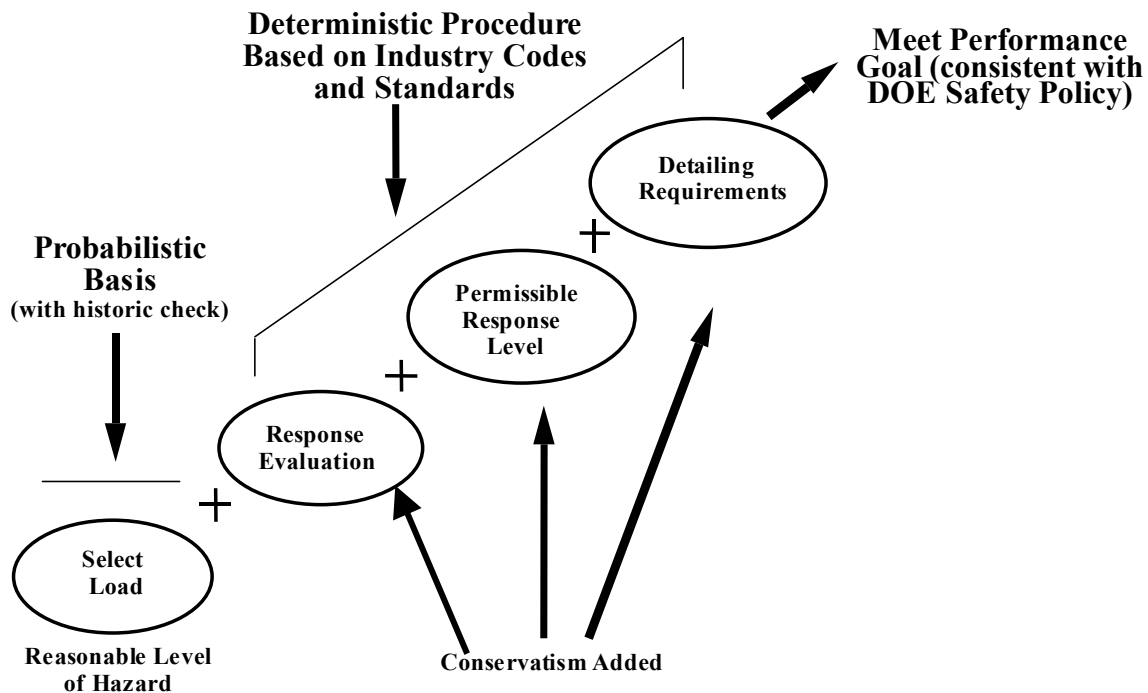 Deterministic Procedure
Based on Industry Codes
and Standards
Meet Performance
Goal (consistent with
DOE Safety Policy)
Detailing
Requirements
+
Probabilistic
Basis
(with historic check)
Permissible
Response
Level
+
Response
Evaluation
+
Select
Load
Reasonable Level
of Hazard
Conservatism Added